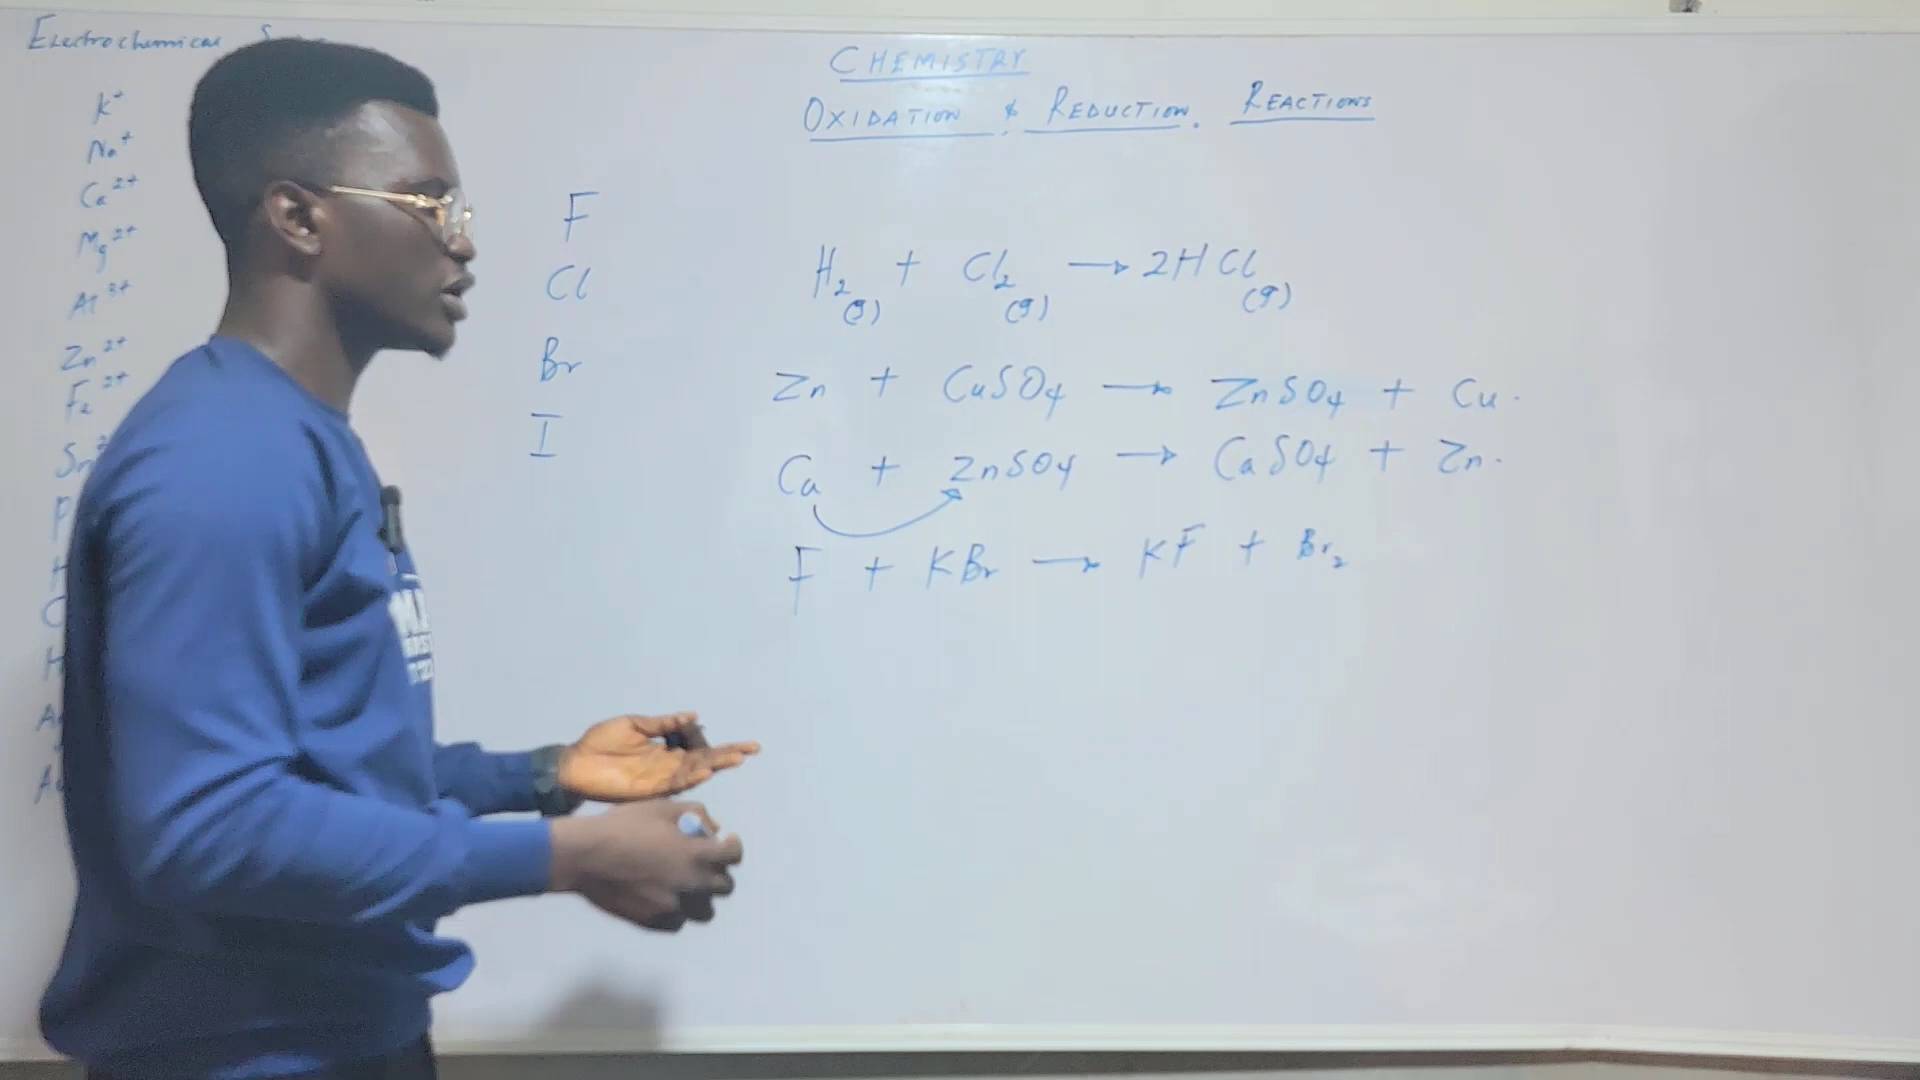 Electrochemical
K⁺
Na⁺
Ca²⁺
Mg²⁺
Al³⁺
Zn²⁺
Fe²⁺
F
Cl
Br
I
CHEMISTRY
OXIDATION & REDUCTION. REACTIONS
H₂(g) + Cl₂(g) → 2HCl(g)
Zn + CuSO₄ → ZnSO₄ + Cu.
Ca + ZnSO₄ → CaSO₄ + Zn.
F + KBr → KF + Br₂